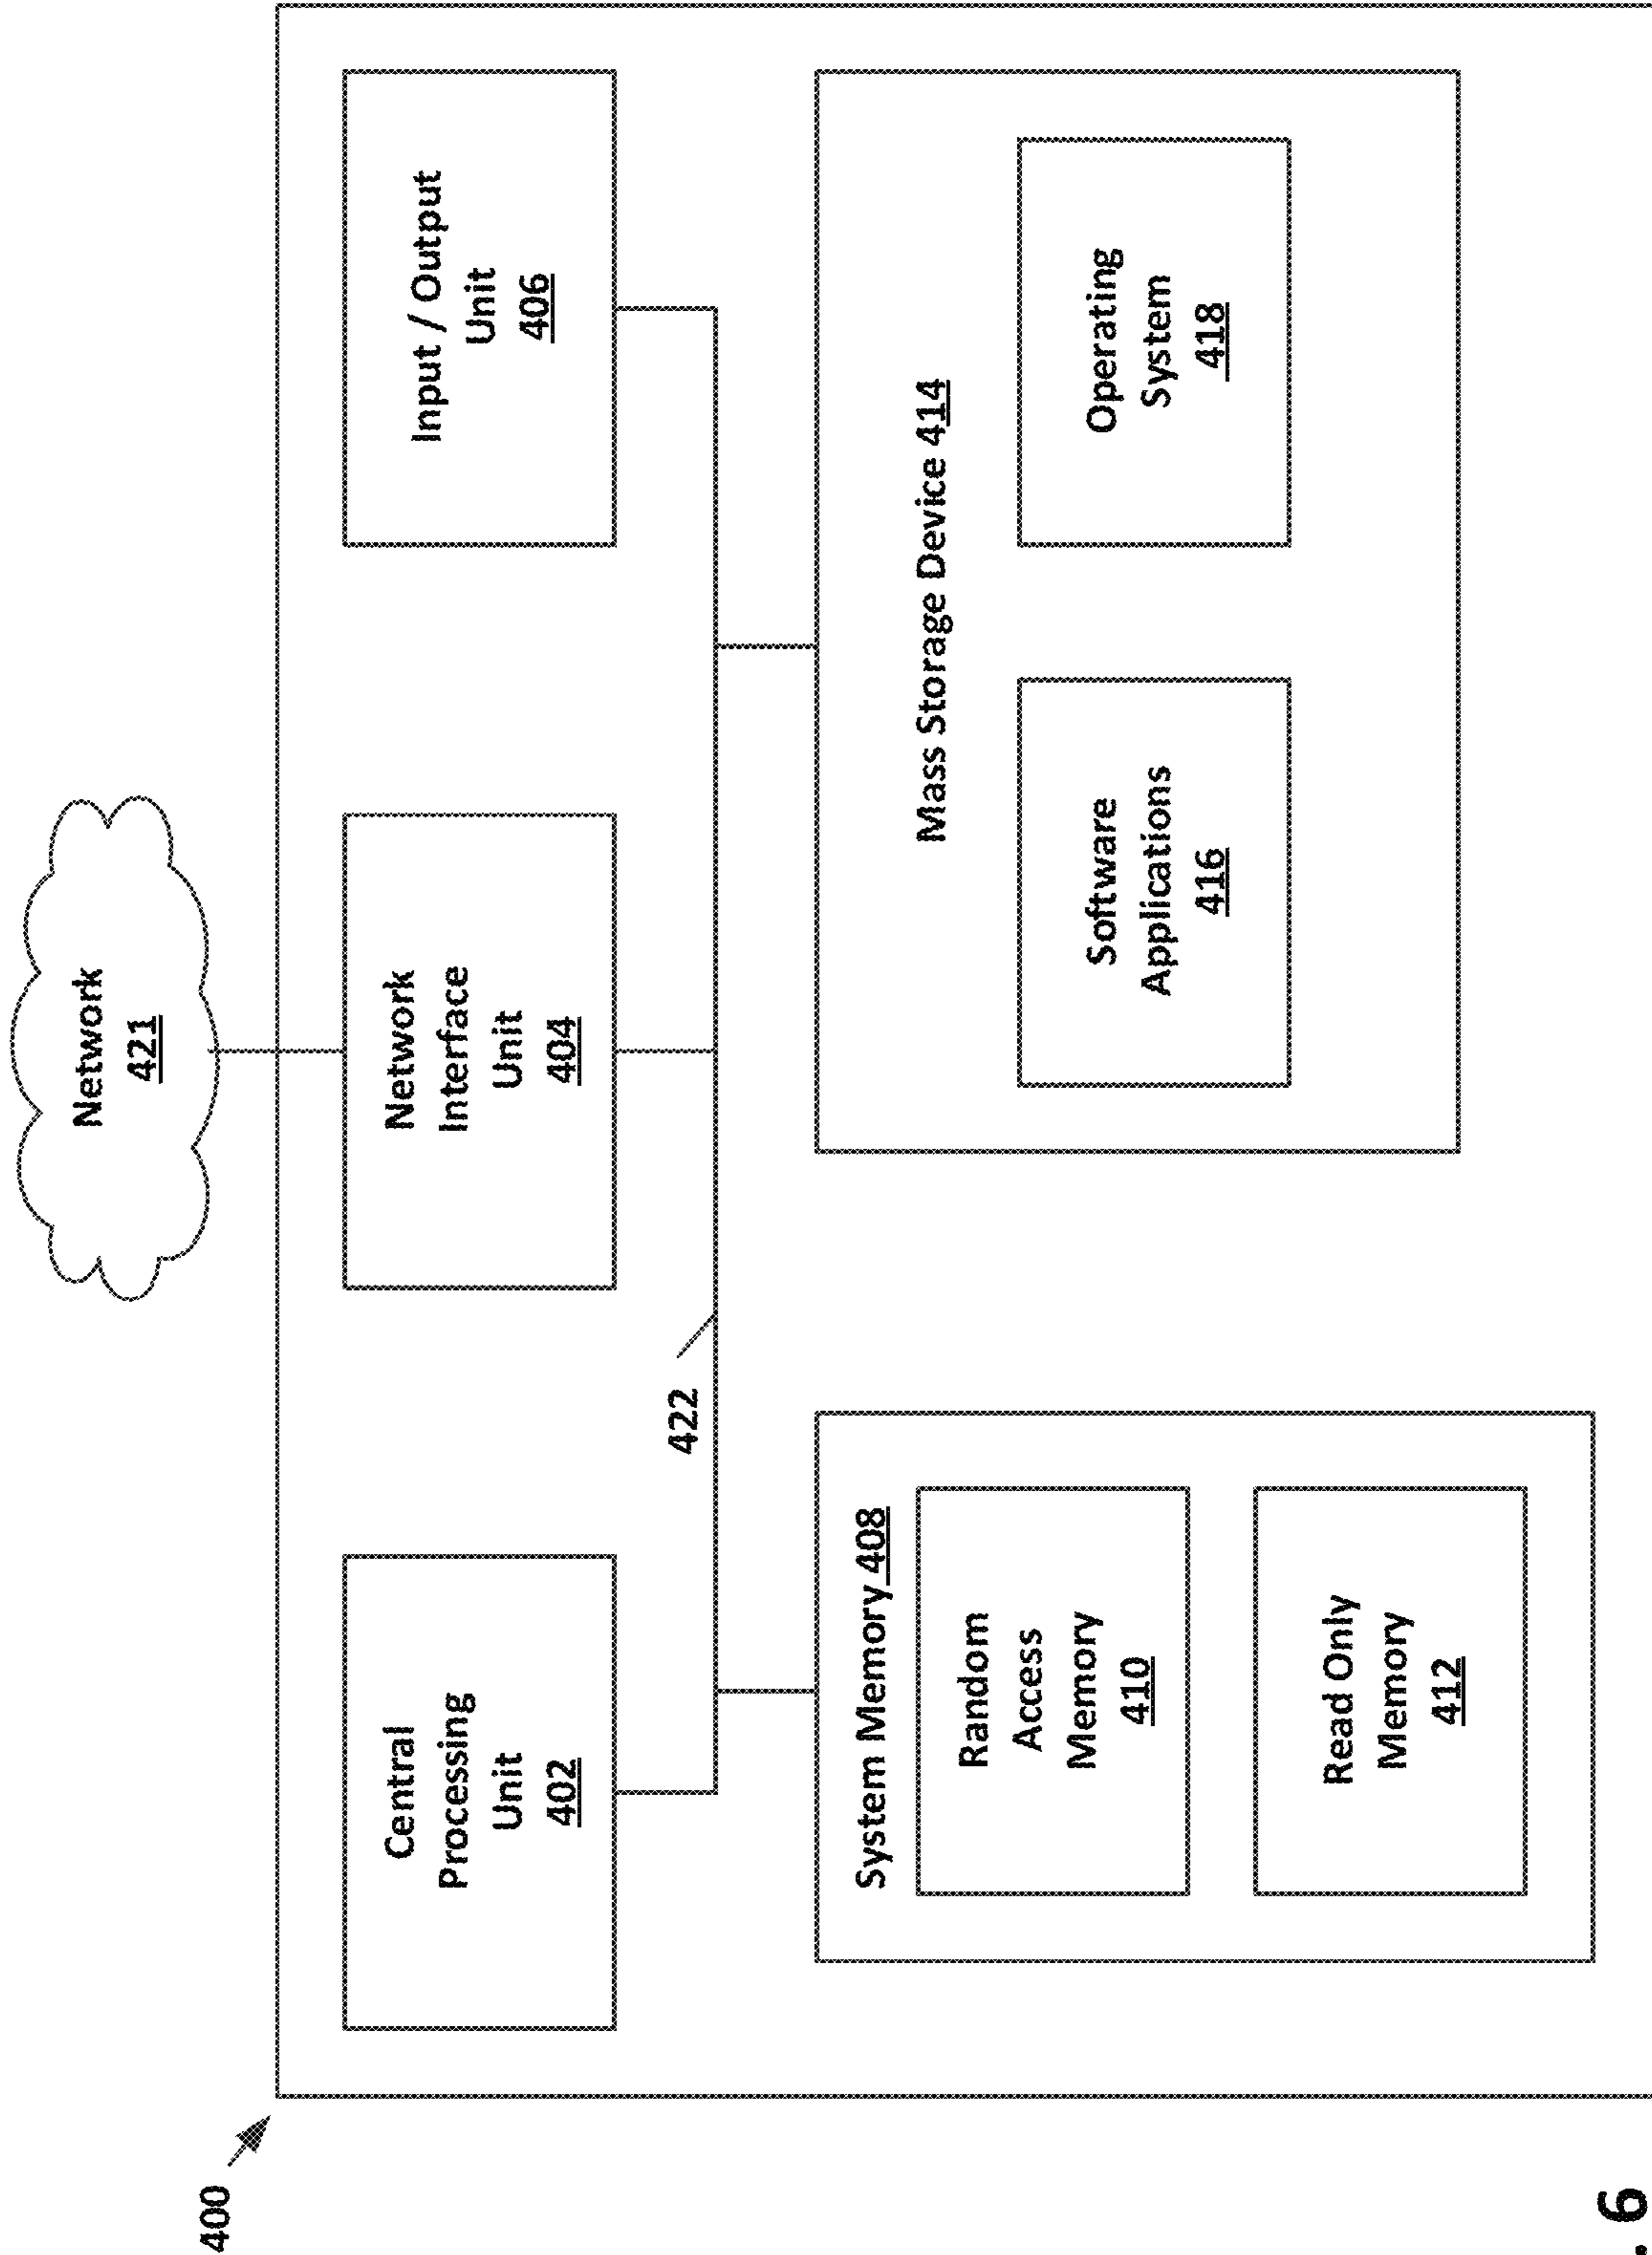 400
Network
421
Central
Processing
Unit
402
Network
Interface
Unit
404
Input / Output
Unit
406
422
System Memory 408
Random
Access
Memory
410
Read Only
Memory
412
Mass Storage Device 414
Software
Applications
416
Operating
System
418
. 6